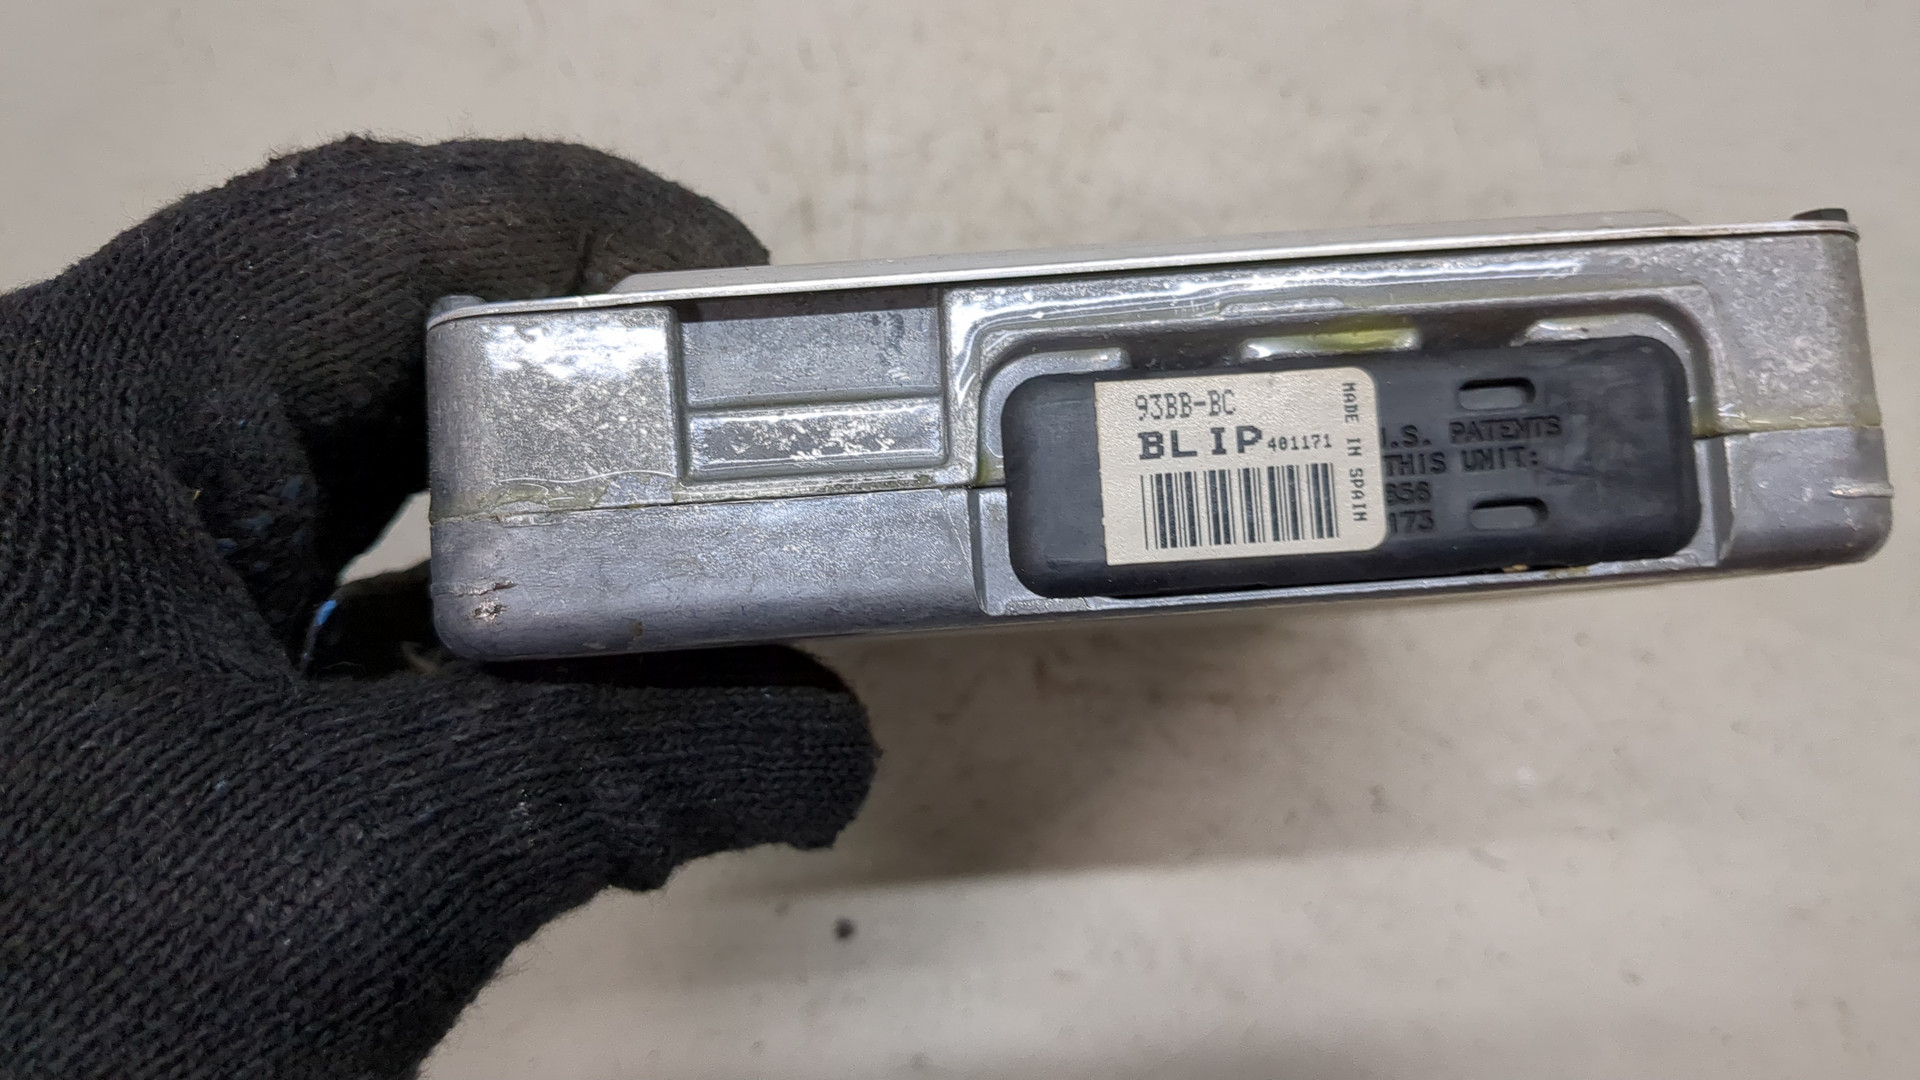 93BB-BC
BLIP 401171
MADE IN SPAIN
.S. PATENTS
THIS UNIT:
856
173